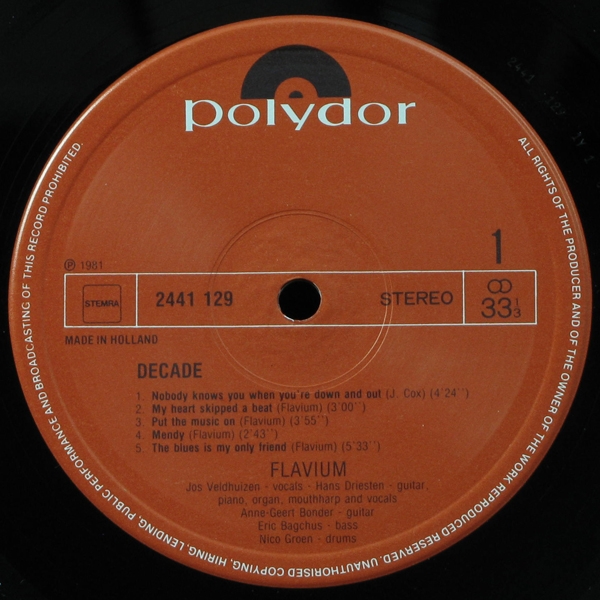 polydor
ALL RIGHTS OF THE PRODUCER AND OF THE OWNER OF THE WORK REPRODUCED RESERVED. UNAUTHORISED COPYING, HIRING, LENDING, PUBLIC PERFORMANCE AND BROADCASTING OF THIS RECORD PROHIBITED.
1
℗ 1981
STEMRA
2441 129
STEREO
33 1/3
MADE IN HOLLAND
DECADE
1. Nobody knows you when you're down and out (J. Cox) (4'24'')
2. My heart skipped a beat (Flavium) (3'00'')
3. Put the music on (Flavium) (3'55'')
4. Mendy (Flavium) (2'43'')
5. The blues is my only friend (Flavium) (5'33'')
FLAVIUM
Jos Veldhuizen - vocals - Hans Driesten - guitar,
piano, organ, mouthharp and vocals
Anne-Geert Bonder - guitar
Eric Bagchus - bass
Nico Groen - drums